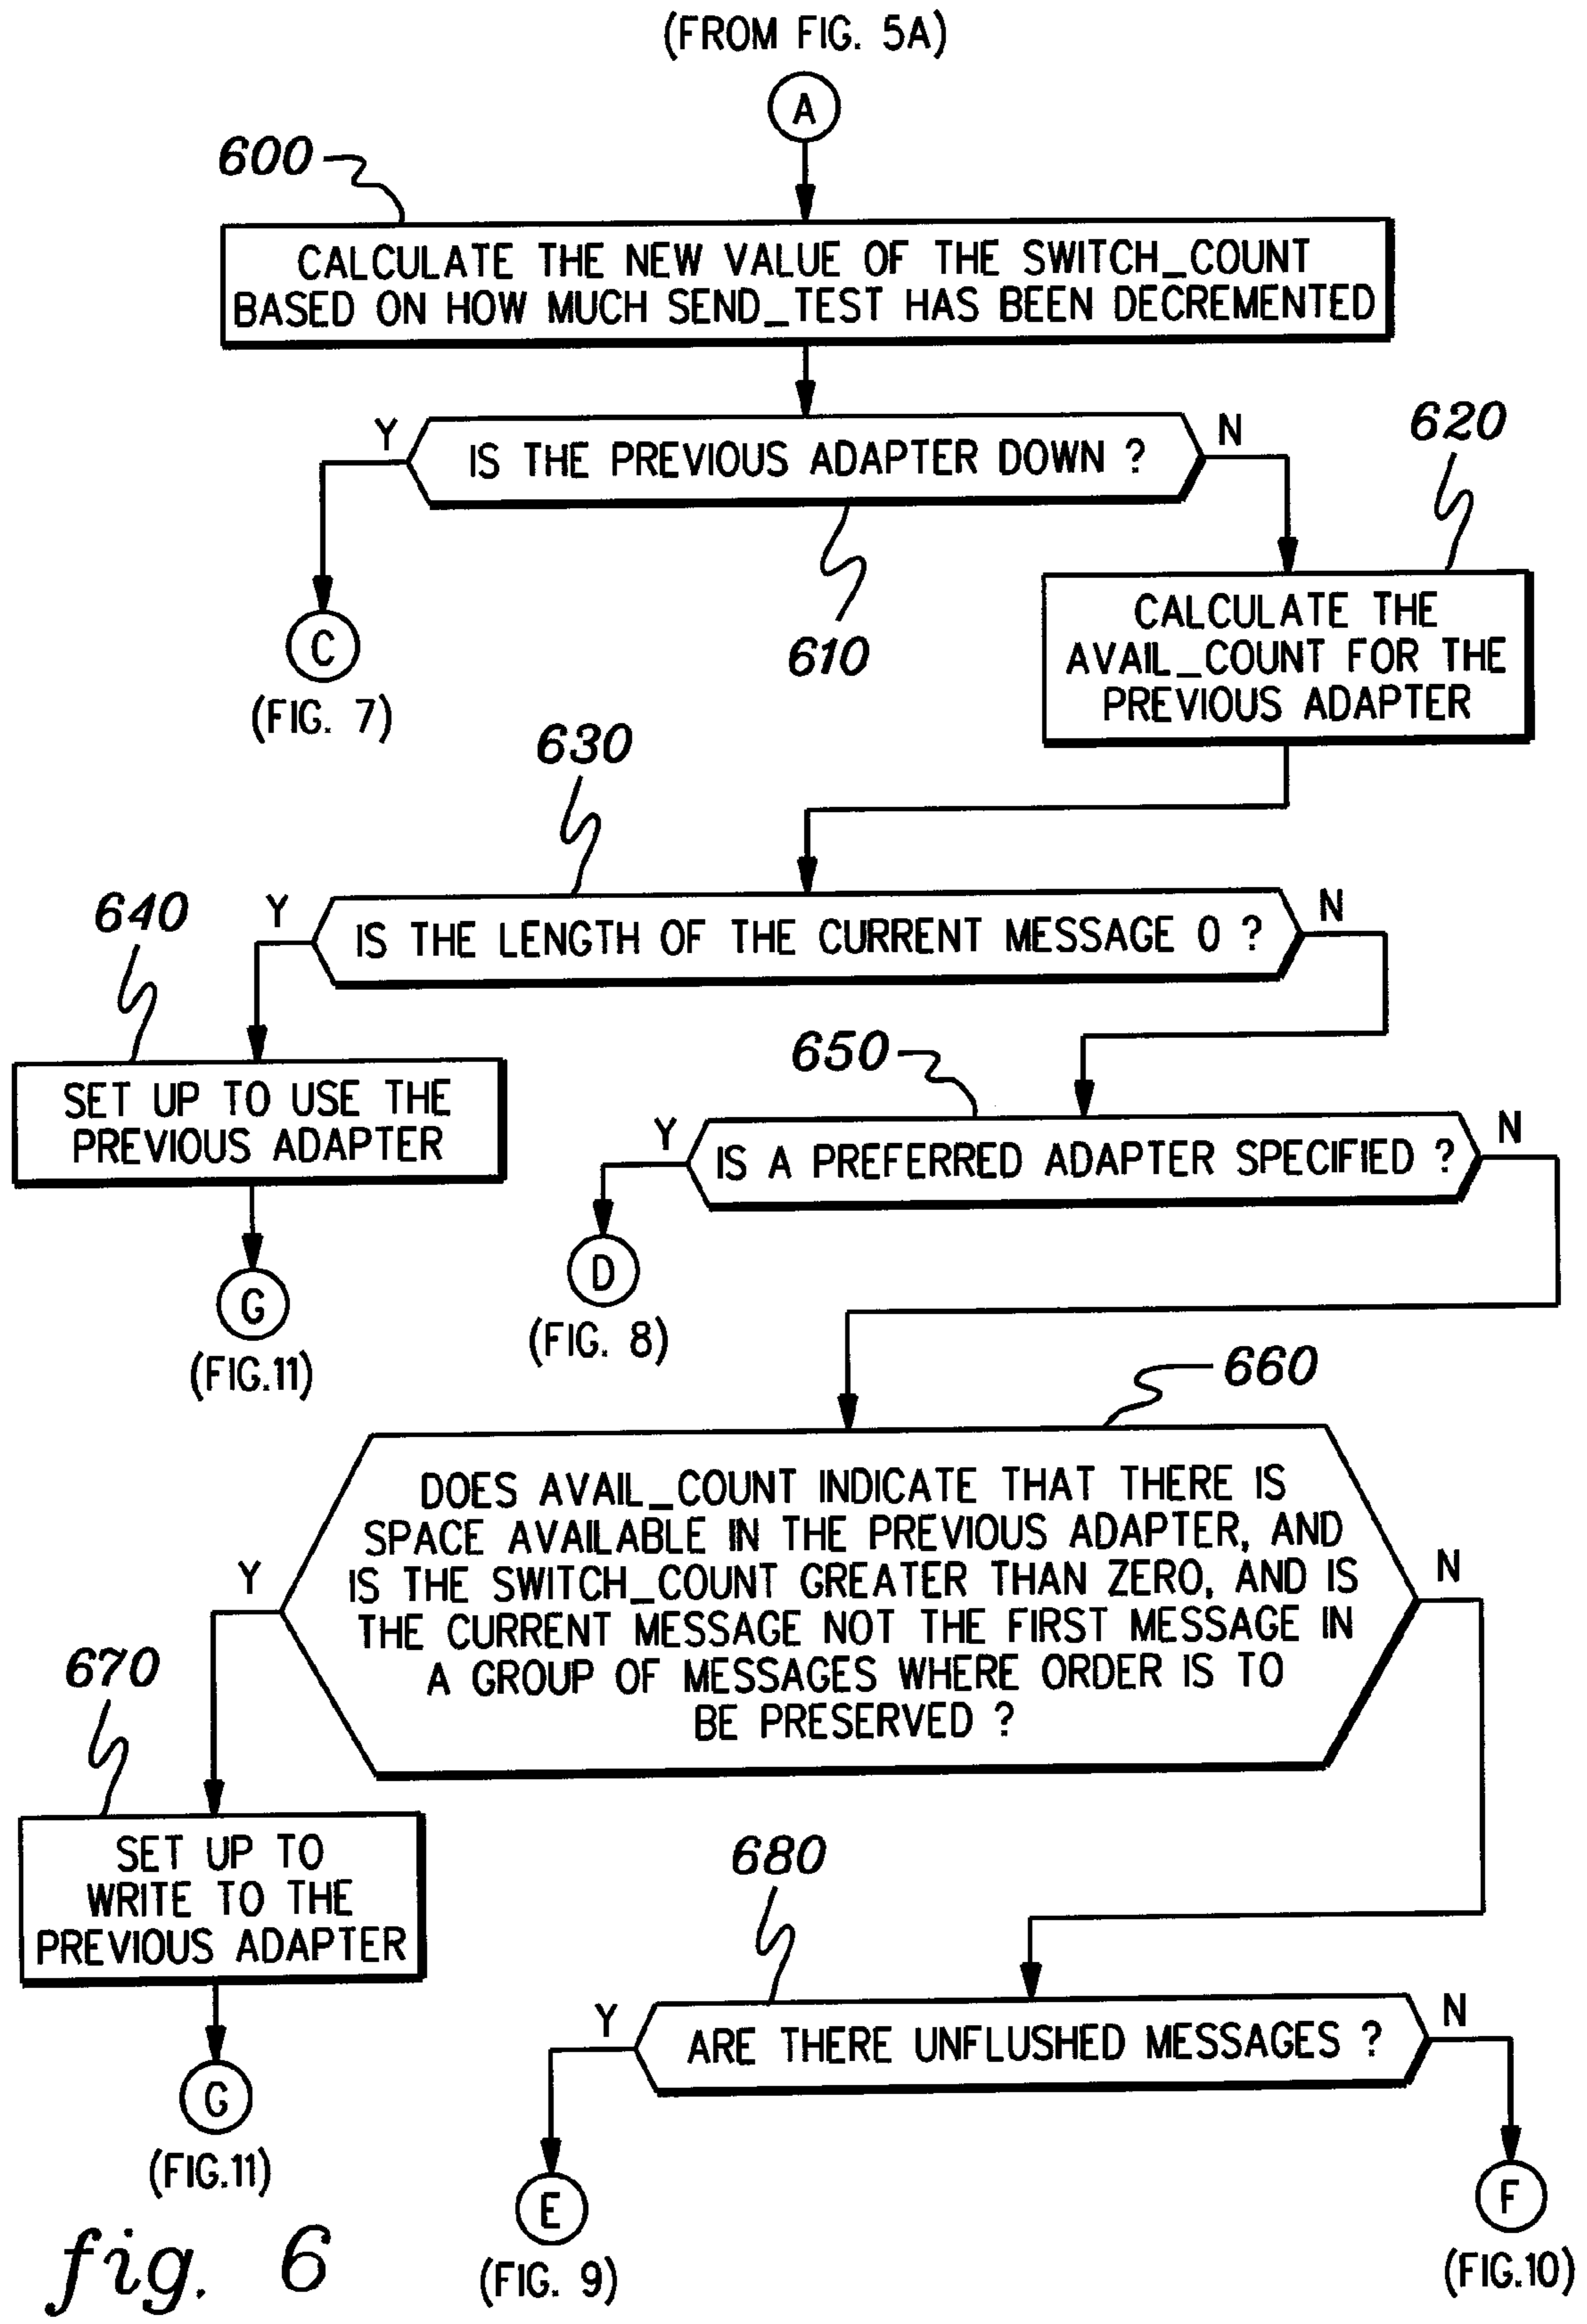 (FROM FIG. 5A)
A
600
CALCULATE THE NEW VALUE OF THE SWITCH_COUNT
BASED ON HOW MUCH SEND_TEST HAS BEEN DECREMENTED
Y
IS THE PREVIOUS ADAPTER DOWN ?
N
620
610
C
(FIG. 7)
CALCULATE THE
AVAIL_COUNT FOR THE
PREVIOUS ADAPTER
630
Y
IS THE LENGTH OF THE CURRENT MESSAGE 0 ?
N
640
SET UP TO USE THE
PREVIOUS ADAPTER
G
(FIG.11)
650
Y
IS A PREFERRED ADAPTER SPECIFIED ?
N
D
(FIG. 8)
660
Y
DOES AVAIL_COUNT INDICATE THAT THERE IS
SPACE AVAILABLE IN THE PREVIOUS ADAPTER, AND
IS THE SWITCH_COUNT GREATER THAN ZERO, AND IS
THE CURRENT MESSAGE NOT THE FIRST MESSAGE IN
A GROUP OF MESSAGES WHERE ORDER IS TO
BE PRESERVED ?
N
670
SET UP TO
WRITE TO THE
PREVIOUS ADAPTER
G
(FIG.11)
680
Y
ARE THERE UNFLUSHED MESSAGES ?
N
E
(FIG. 9)
F
(FIG.10)
fig. 6